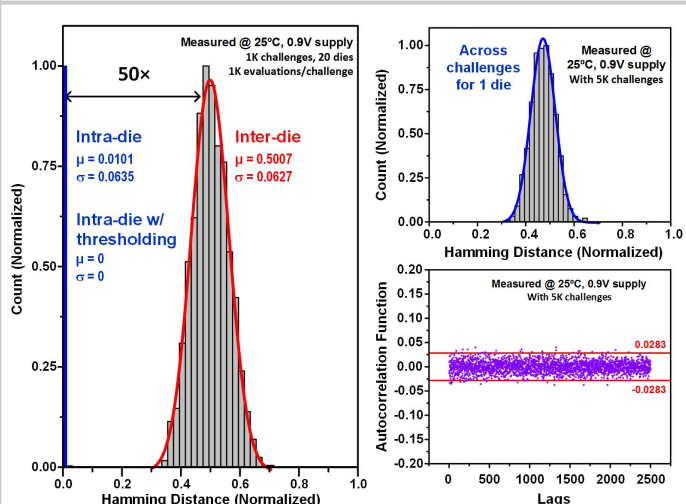 Measured @ 25ºC, 0.9V supply
1K challenges, 20 dies
1K evaluations/challenge
50×
Intra-die
μ = 0.0101
σ = 0.0635
Intra-die w/
thresholding
μ = 0
σ = 0
Inter-die
μ = 0.5007
σ = 0.0627
Count (Normalized)
1.00
0.75
0.50
0.25
0.00
0.0 0.2 0.4 0.6 0.8 1.0
Hamming Distance (Normalized)
Across
challenges
for 1 die
Measured @
25ºC, 0.9V supply
With 5K challenges
Count (Normalized)
1.00
0.75
0.50
0.25
0.00
0.0 0.2 0.4 0.6 0.8 1.0
Hamming Distance (Normalized)
Measured @ 25ºC, 0.9V supply
With 5K challenges
0.0283
-0.0283
Autocorrelation Function
0.20
0.15
0.10
0.05
0.00
-0.05
-0.10
-0.15
-0.20
0 500 1000 1500 2000 2500
Lags